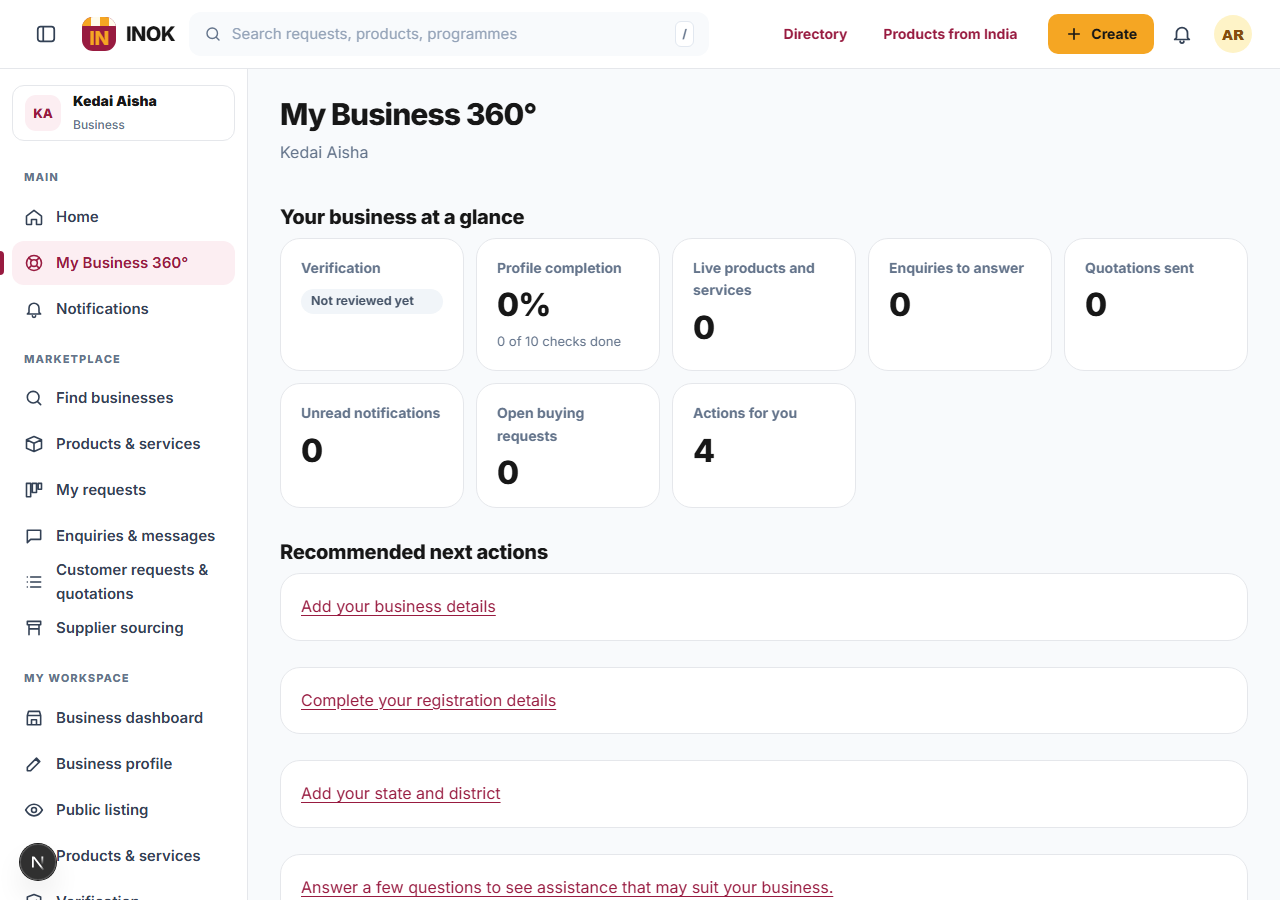 IN INOK
Search requests, products, programmes
/
Directory
Products from India
+ Create
AR
KA
Kedai Aisha
Business
MAIN
Home
My Business 360°
Notifications
MARKETPLACE
Find businesses
Products & services
My requests
Enquiries & messages
Customer requests &
quotations
Supplier sourcing
MY WORKSPACE
Business dashboard
Business profile
Public listing
N
Products & services
Verification
My Business 360°
Kedai Aisha
Your business at a glance
Verification
Not reviewed yet
Profile completion
0%
0 of 10 checks done
Live products and
services
0
Enquiries to answer
0
Quotations sent
0
Unread notifications
0
Open buying
requests
0
Actions for you
4
Recommended next actions
Add your business details
Complete your registration details
Add your state and district
Answer a few questions to see assistance that may suit your business.